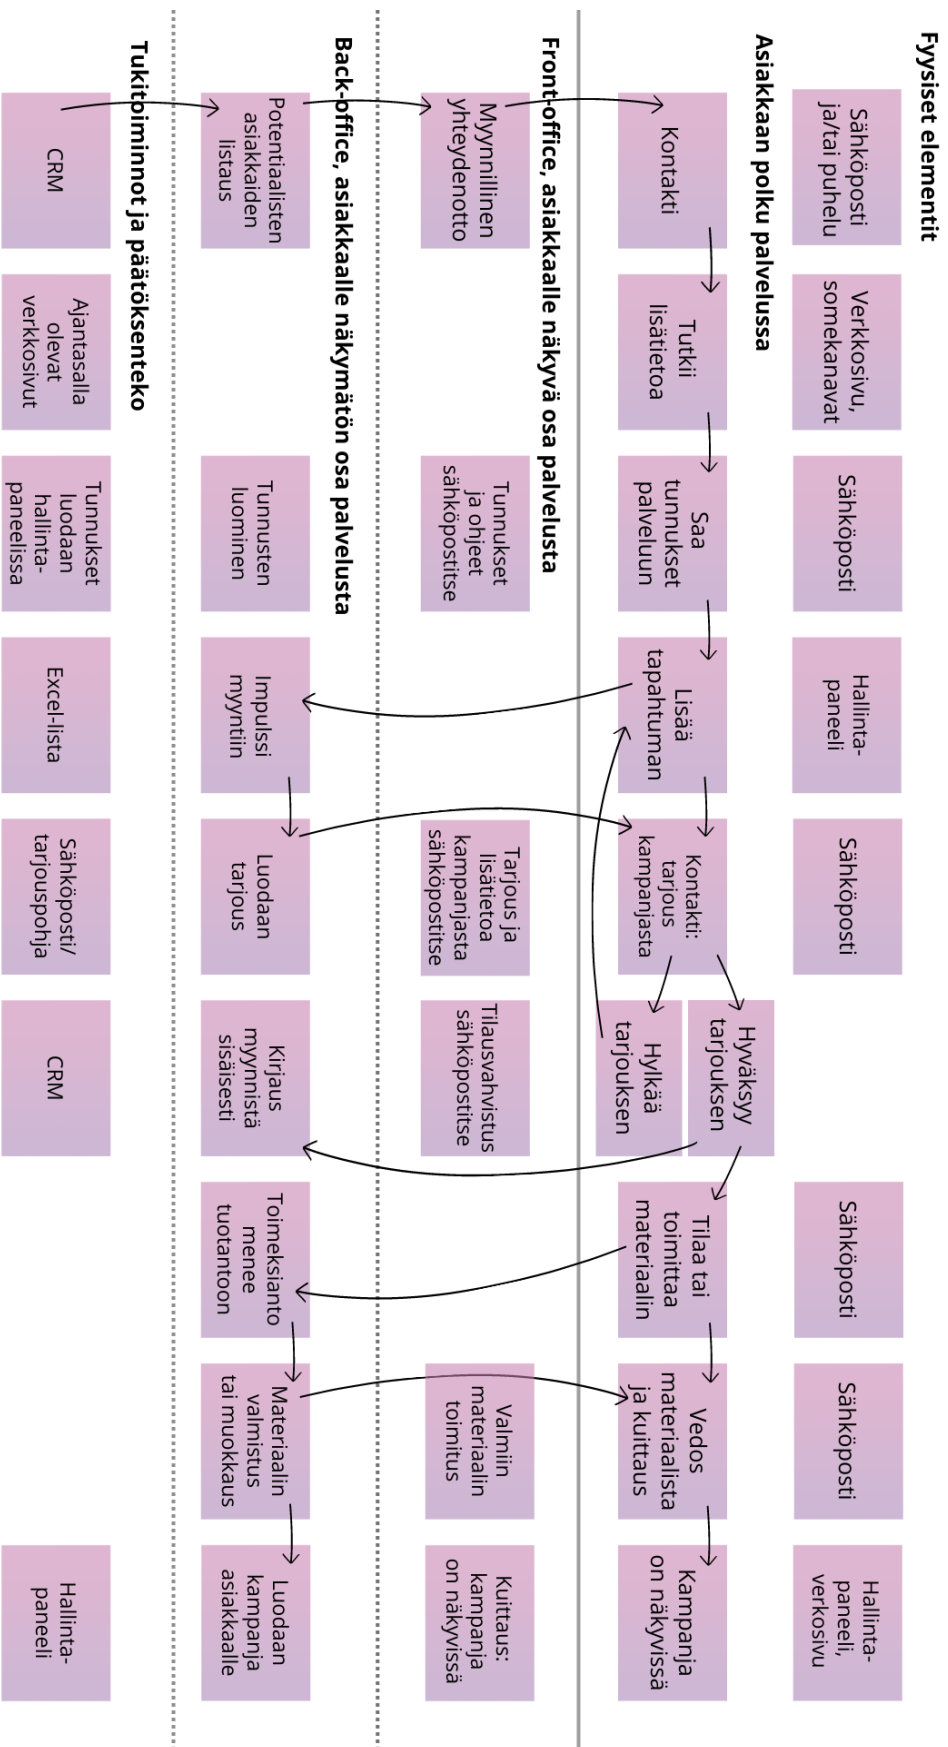 Fyysiset elementit
Sähköposti
ja/tai puhelu
Verkkosivu,
somekanavat
Sähköposti
Hallinta-
paneeli
Sähköposti
Sähköposti
Sähköposti
Hallinta-
paneeli,
verkosivu
Asiakkaan polku palvelussa
Kontakti
Tutkii
lisätietoa
Saa
tunnukset
palveluun
Lisää
tapahtuman
Kontakti:
tarjous
kampanjasta
Hyväksyy
tarjouksen
Hylkää
tarjouksen
Tilaa tai
toimittaa
materiaalin
Vedos
materiaalista
ja kuittaus
Kampanja
on näkyvissä
Front-office, asiakkaalle näkyvä osa palvelusta
Myynnillinen
yhteydenotto
Tunnukset
ja ohjeet
sähköpostitse
Tarjous ja
lisätietoa
kampanjasta
sähköpostitse
Tilausvahvistus
sähköpostitse
Valmiin
materiaalin
toimitus
Kuittaus:
kampanja
on näkyvissä
Back-office, asiakkaalle näkymätön osa palvelusta
Potentiaalisten
asiakkaiden
listaus
Tunnusten
luominen
Impulssi
myyntiin
Luodaan
tarjous
Kirjaus
myynnistä
sisäisesti
Toimeksianto
menee
tuotantoon
Materiaalin
valmistus
tai muokkaus
Luodaan
kampanja
asiakkaalle
Tukitoiminnot ja päätöksenteko
CRM
Ajantasalla
olevat
verkkosivut
Tunnukset
luodaan
hallinta-
paneelissa
Excel-lista
Sähköposti/
tarjouspohja
CRM
Hallinta-
paneeli